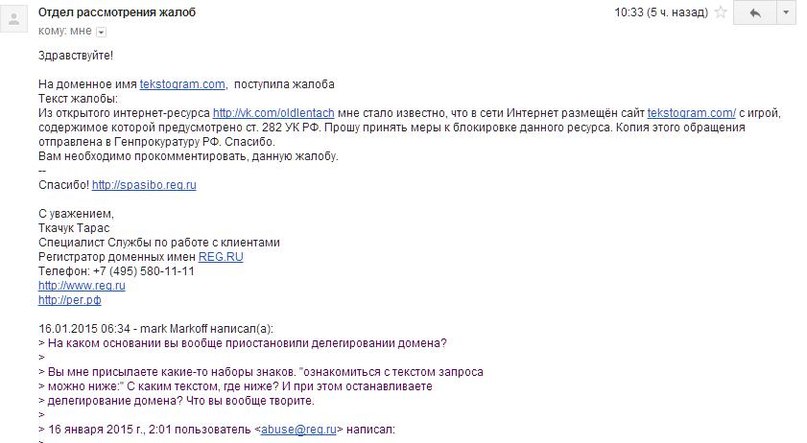 Отдел рассмотрения жалоб
10:33 (5 ч. назад)
кому: мне
Здравствуйте!
На доменное имя tekstogram.com,  поступила жалоба
Текст жалобы:
Из открытого интернет-ресурса http://vk.com/oldlentach мне стало известно, что в сети Интернет размещён сайт tekstogram.com/ с игрой,
содержимое которой предусмотрено ст. 282 УК РФ. Прошу принять меры к блокировке данного ресурса. Копия этого обращения
отправлена в Генпрокуратуру РФ. Спасибо.
Вам необходимо прокомментировать, данную жалобу.
--
Спасибо! http://spasibo.reg.ru
С уважением,
Ткачук Тарас
Специалист Службы по работе с клиентами
Регистратор доменных имен REG.RU
Телефон: +7 (495) 580-11-11
http://www.reg.ru
http://рег.рф
16.01.2015 06:34 - mark Markoff написал(а):
> На каком основании вы вообще приостановили делегировании домена?
>
> Вы мне присылаете какие-то наборы знаков. "ознакомиться с текстом запроса
> можно ниже:" С каким текстом, где ниже? И при этом останавливаете
> делегирование домена? Что вы вообще творите.
>
> 16 января 2015 г., 2:01 пользователь <abuse@reg.ru> написал:
>